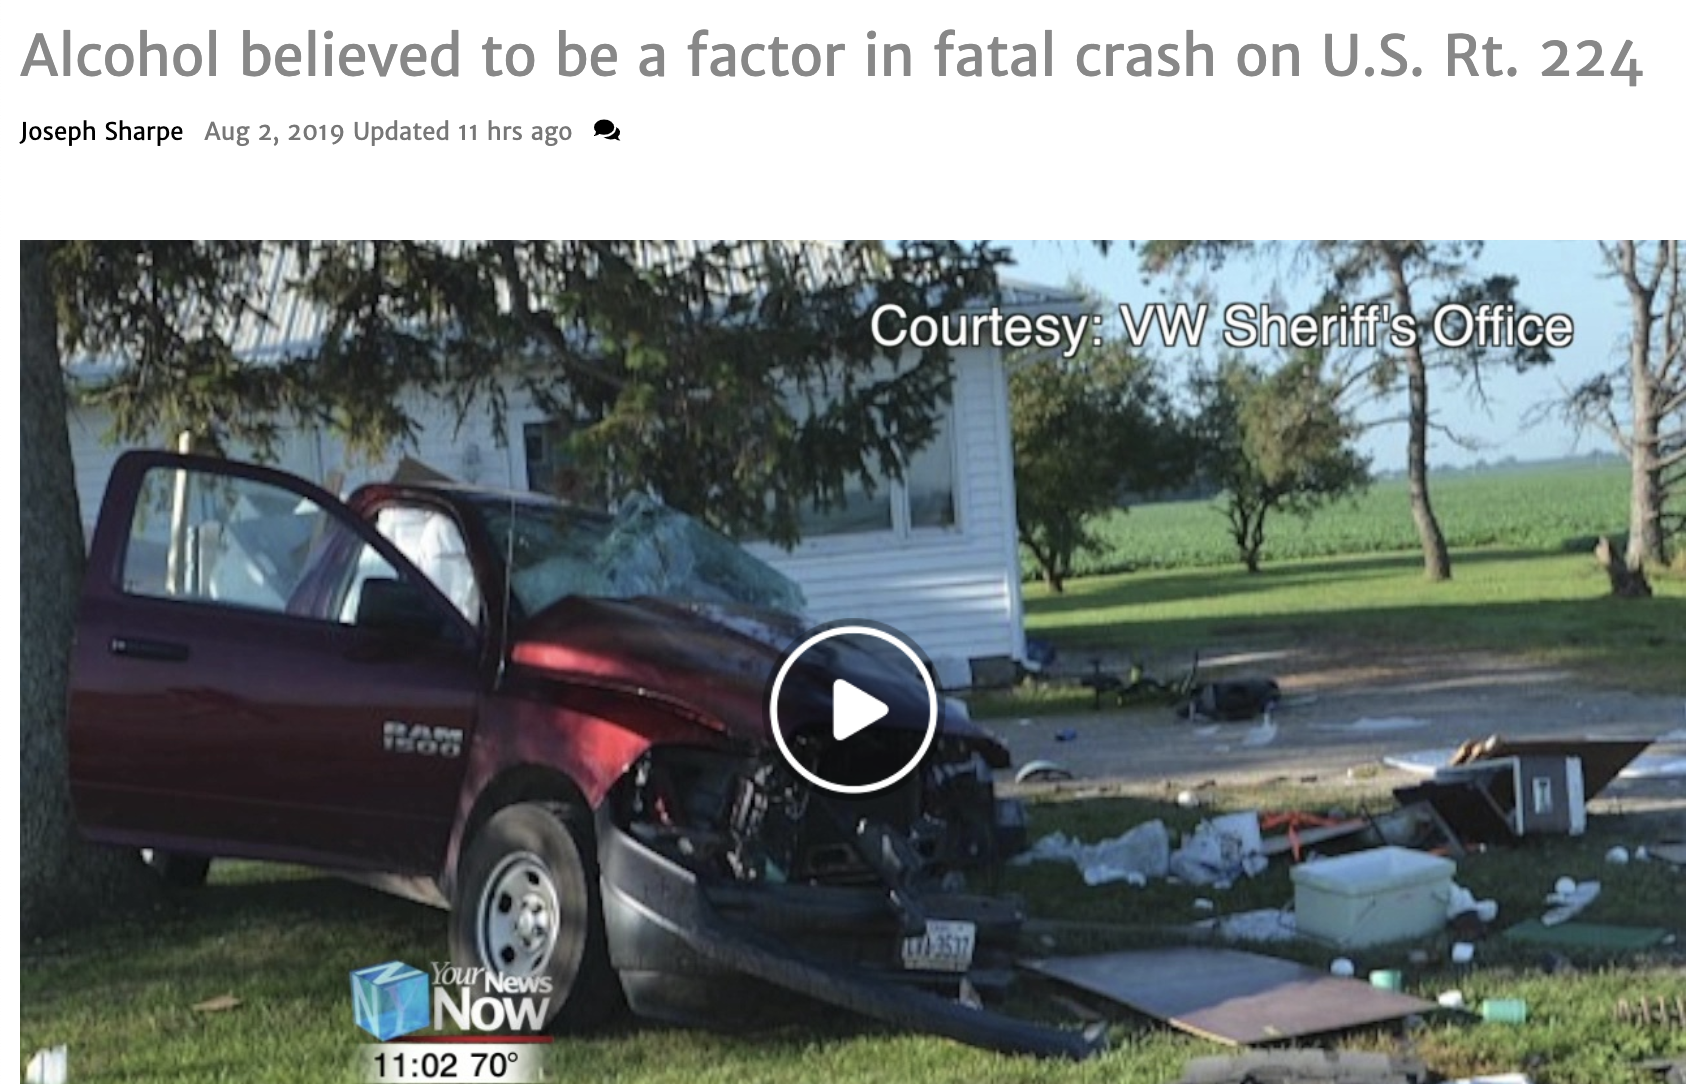 Alcohol believed to be a factor in fatal crash on U.S. Rt. 224
Joseph Sharpe Aug 2, 2019 Updated 11 hrs ago
Courtesy: VW Sheriff's Office
RAM
1500
Your News
Now
11:02 70°